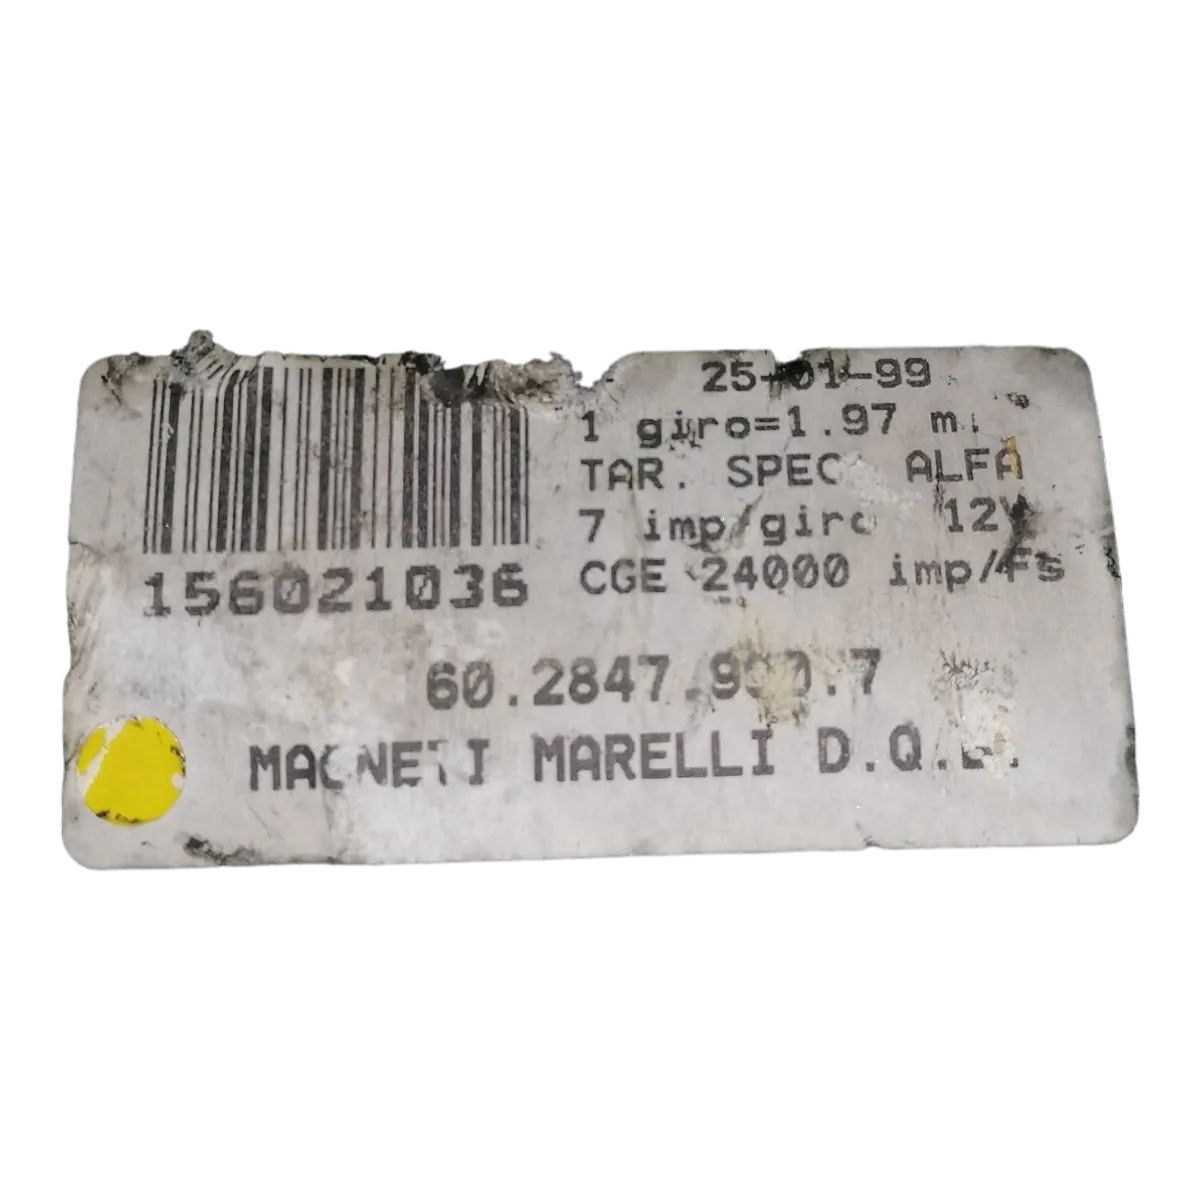 25-01-99
1 giro=1.97 m.
TAR. SPEC. ALFA
7 imp/giro 12V
CGE 24000 imp/Fs
156021036
MAGNETI MARELLI